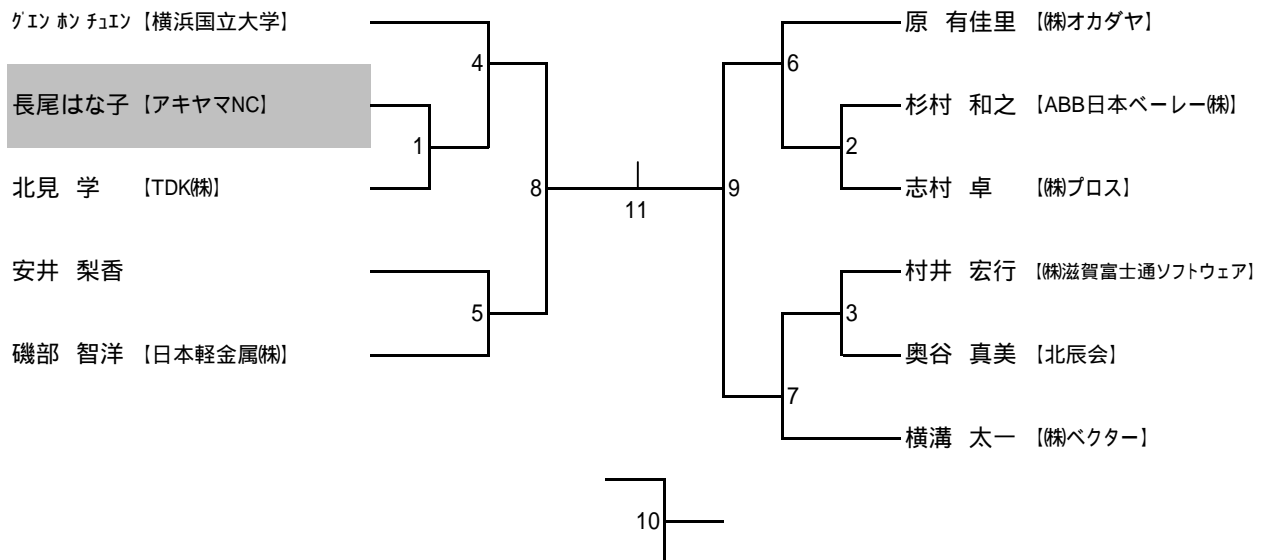 グエン ホン チュエン 【横浜国立大学】
長尾はな子 【アキヤマNC】
北見 学 【TDK㈱】
安井 梨香
磯部 智洋 【日本軽金属㈱】
4
1
8
5
11
原 有佳里 【㈱オカダヤ】
杉村 和之 【ABB日本ベーレー㈱】
志村 卓 【㈱プロス】
村井 宏行 【㈱滋賀富士通ソフトウェア】
奥谷 真美 【北辰会】
横溝 太一 【㈱ベクター】
6
2
9
3
7
10